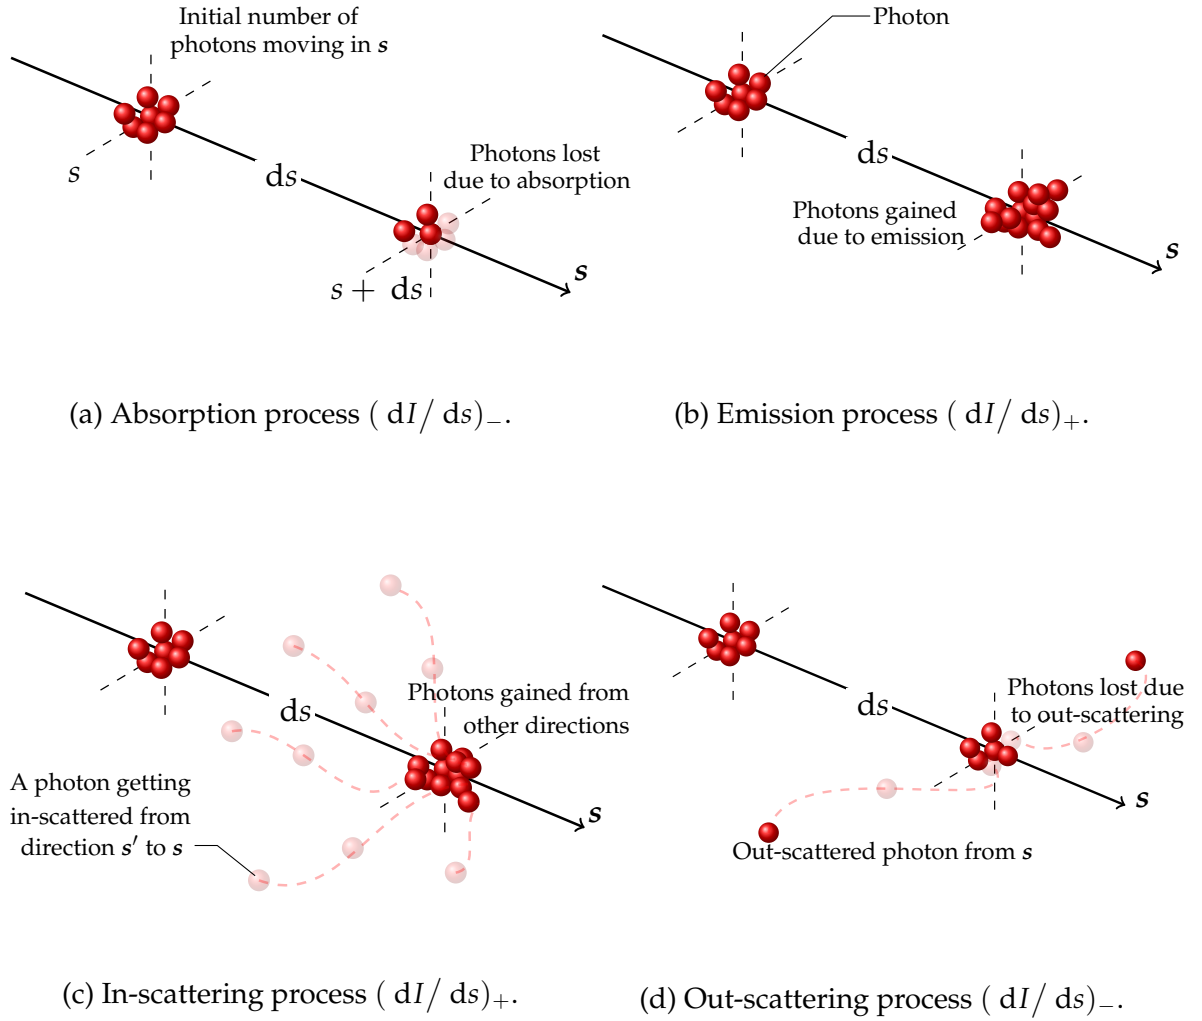 Initial number of
photons moving in s
s
ds
Photons lost
due to absorption
s + ds
s
(a) Absorption process ( dI/ ds)₋.
Photon
ds
Photons gained
due to emission
s
(b) Emission process ( dI/ ds)₊.
ds
Photons gained from
other directions
A photon getting
in-scattered from
direction s′ to s
s
(c) In-scattering process ( dI/ ds)₊.
ds
Photons lost due
to out-scattering
s
Out-scattered photon from s
(d) Out-scattering process ( dI/ ds)₋.